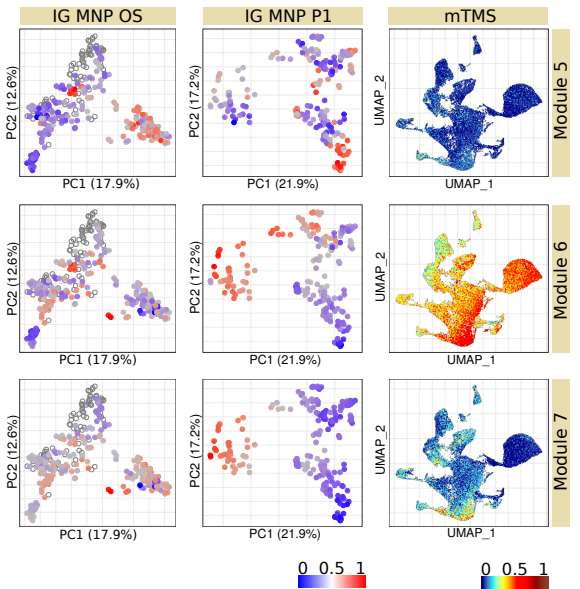 IG MNP OS
IG MNP P1
mTMS
PC2 (12.6%)
PC1 (17.9%)
PC2 (17.2%)
PC1 (21.9%)
UMAP_2
UMAP_1
Module 5
PC2 (12.6%)
PC1 (17.9%)
PC2 (17.2%)
PC1 (21.9%)
UMAP_2
UMAP_1
Module 6
PC2 (12.6%)
PC1 (17.9%)
PC2 (17.2%)
PC1 (21.9%)
UMAP_2
UMAP_1
Module 7
0 0.5 1
0 0.5 1